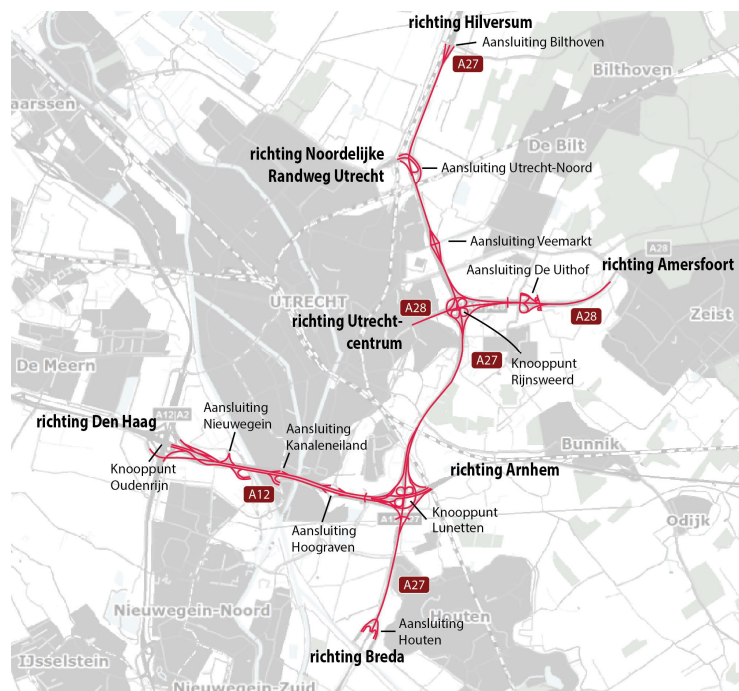 richting Hilversum
Aansluiting Bilthoven
A27
Bilthoven
aarssen
De Bilt
richting Noordelijke
Randweg Utrecht
Aansluiting Utrecht-Noord
Aansluiting Veemarkt
A28
richting Amersfoort
Aansluiting De Uithof
UTRECHT
A28
richting Utrecht-
centrum
A28
Zeist
A27
Knooppunt
Rijnsweerd
De Meern
A12|A2
richting Den Haag
Aansluiting
Nieuwegein
Aansluiting
Kanaleneiland
Bunnik
Knooppunt
Oudenrijn
richting Arnhem
A12
Aansluiting
Hoograven
Knooppunt
Lunetten
Odijk
A27
Nieuwegein-Noord
Houten
Aansluiting
Houten
richting Breda
IJsselstein
Nieuwegein-Zuid